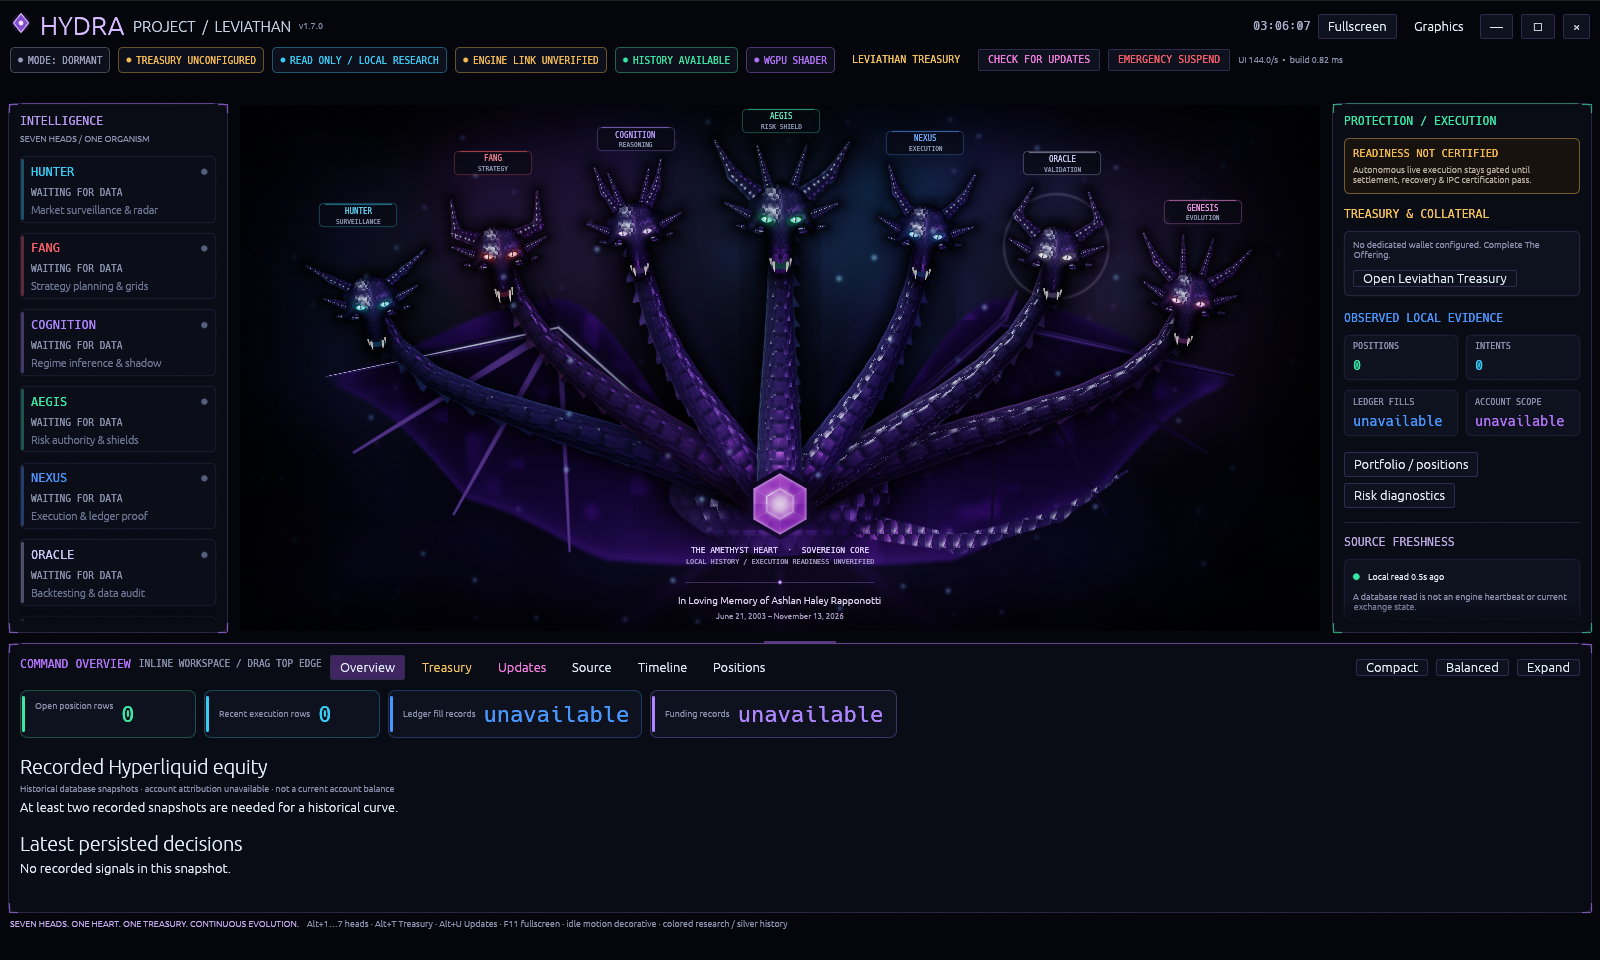 HYDRA PROJECT / LEVIATHAN v1.7.0
03:06:07 Fullscreen Graphics
MODE: DORMANT
TREASURY UNCONFIGURED
READ ONLY / LOCAL RESEARCH
ENGINE LINK UNVERIFIED
HISTORY AVAILABLE
WGPU SHADER
LEVIATHAN TREASURY
CHECK FOR UPDATES
EMERGENCY SUSPEND
UI 144.0/s • build 0.82 ms
INTELLIGENCE
SEVEN HEADS / ONE ORGANISM
HUNTER
WAITING FOR DATA
Market surveillance & radar
FANG
WAITING FOR DATA
Strategy planning & grids
COGNITION
WAITING FOR DATA
Regime inference & shadow
AEGIS
WAITING FOR DATA
Risk authority & shields
NEXUS
WAITING FOR DATA
Execution & ledger proof
ORACLE
WAITING FOR DATA
Backtesting & data audit
HUNTER
SURVEILLANCE
FANG
STRATEGY
COGNITION
REASONING
AEGIS
RISK SHIELD
NEXUS
EXECUTION
ORACLE
VALIDATION
GENESIS
EVOLUTION
THE AMETHYST HEART · SOVEREIGN CORE
LOCAL HISTORY / EXECUTION READINESS UNVERIFIED
In Loving Memory of Ashlan Haley Rapponotti
June 21, 2003 – November 13, 2026
PROTECTION / EXECUTION
READINESS NOT CERTIFIED
Autonomous live execution stays gated until
settlement, recovery & IPC certification pass.
TREASURY & COLLATERAL
No dedicated wallet configured. Complete The
Offering.
Open Leviathan Treasury
OBSERVED LOCAL EVIDENCE
POSITIONS
0
INTENTS
0
LEDGER FILLS
unavailable
ACCOUNT SCOPE
unavailable
Portfolio / positions
Risk diagnostics
SOURCE FRESHNESS
Local read 0.5s ago
A database read is not an engine heartbeat or current
exchange state.
COMMAND OVERVIEW INLINE WORKSPACE / DRAG TOP EDGE
Overview
Treasury
Updates
Source
Timeline
Positions
Compact
Balanced
Expand
Open position rows 0
Recent execution rows 0
Ledger fill records unavailable
Funding records unavailable
Recorded Hyperliquid equity
Historical database snapshots · account attribution unavailable · not a current account balance
At least two recorded snapshots are needed for a historical curve.
Latest persisted decisions
No recorded signals in this snapshot.
SEVEN HEADS. ONE HEART. ONE TREASURY. CONTINUOUS EVOLUTION. Alt+1…7 heads · Alt+T Treasury · Alt+U Updates · F11 fullscreen · idle motion decorative · colored research / silver history